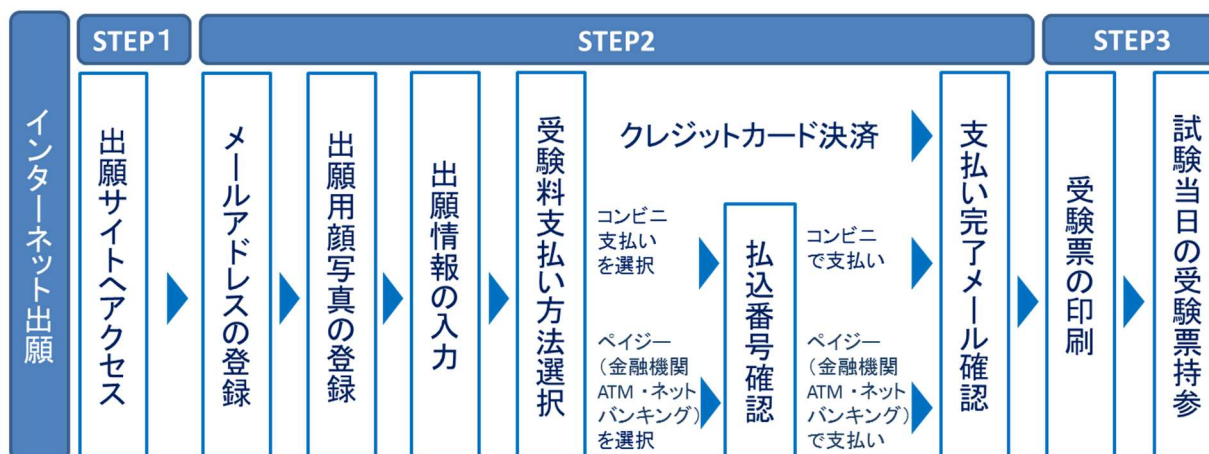 インターネット出願
STEP1
STEP2
STEP3
出願サイトへアクセス
メールアドレスの登録
出願用顔写真の登録
出願情報の入力
受験料支払い方法選択
クレジットカード決済
コンビニ
支払い
を選択
ペイジー
(金融機関
ATM・ネット
バンキング)
を選択
払込番号確認
コンビニ
で支払い
ペイジー
(金融機関
ATM・ネット
バンキング)
で支払い
支払い完了メール確認
受験票の印刷
試験当日の受験票持参